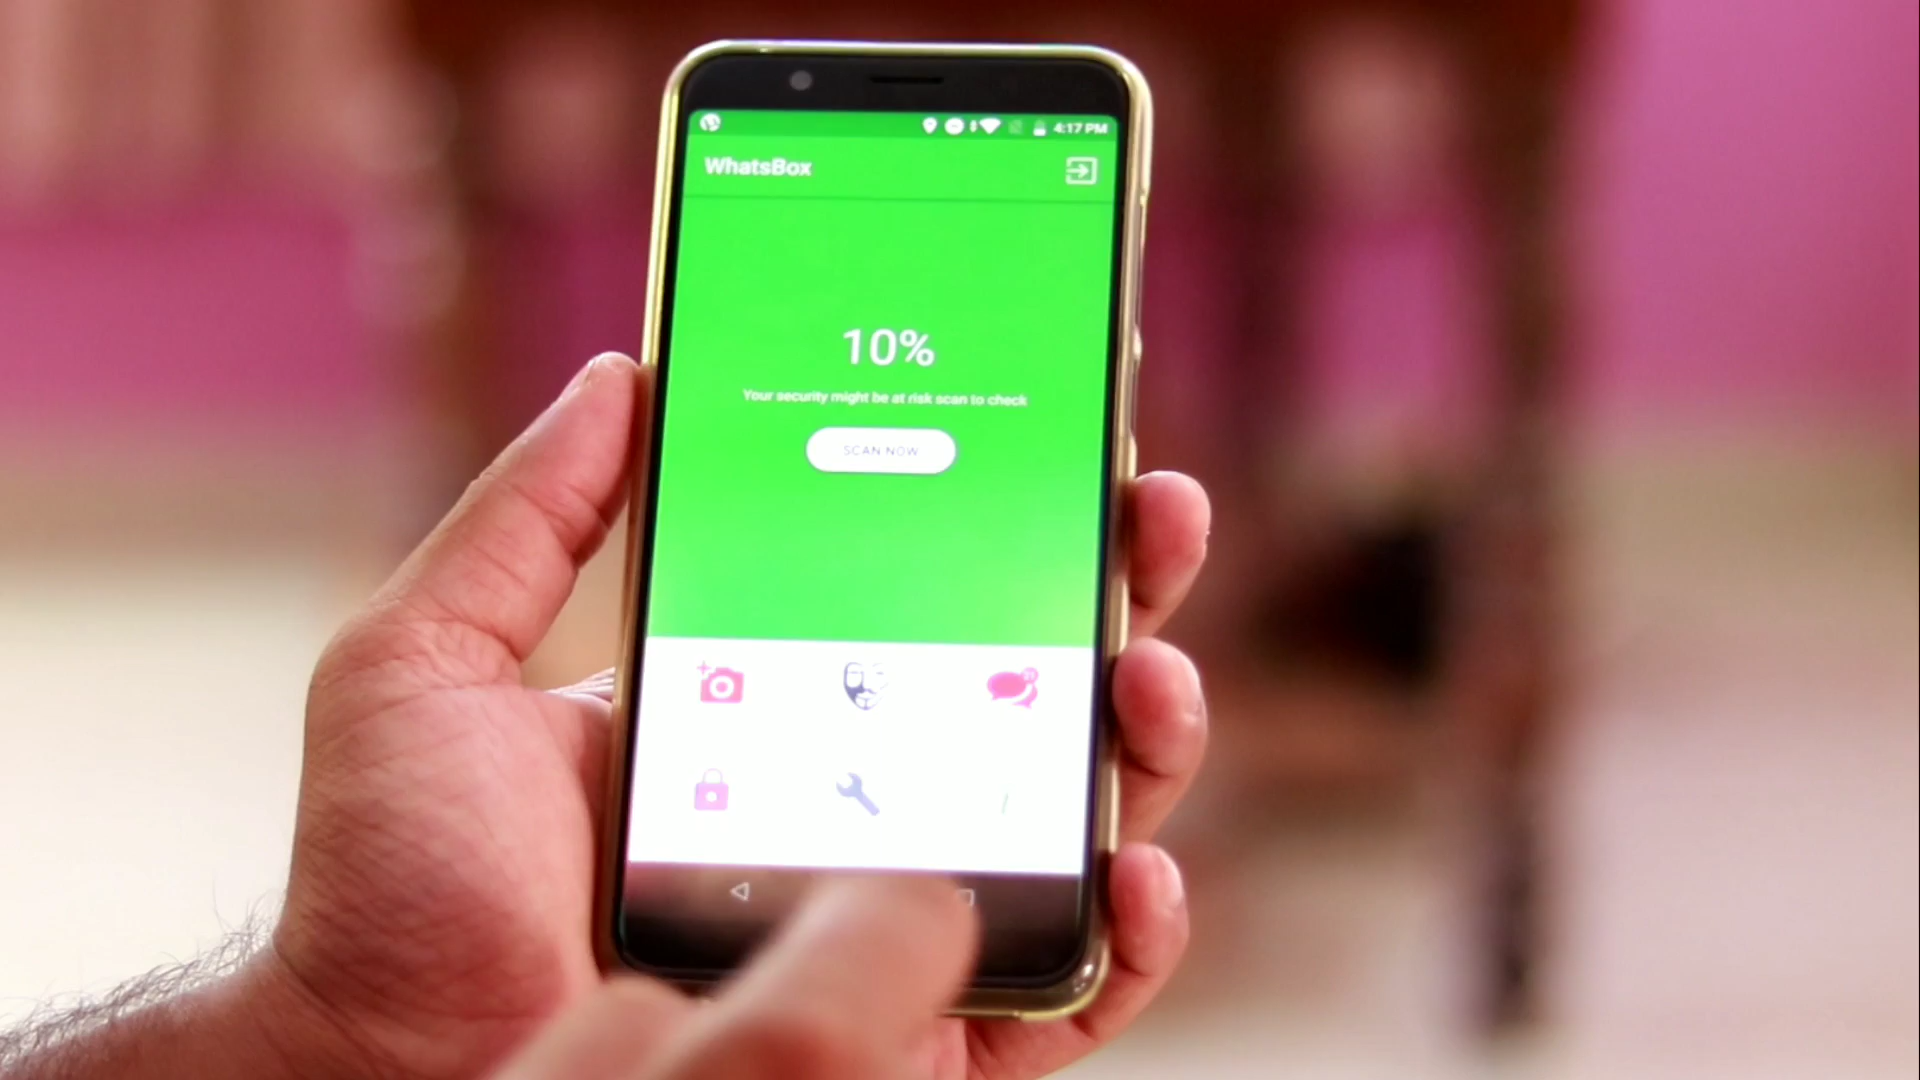 4:17 PM
WhatsBox
10%
Your security might be at risk scan to check
SCAN NOW